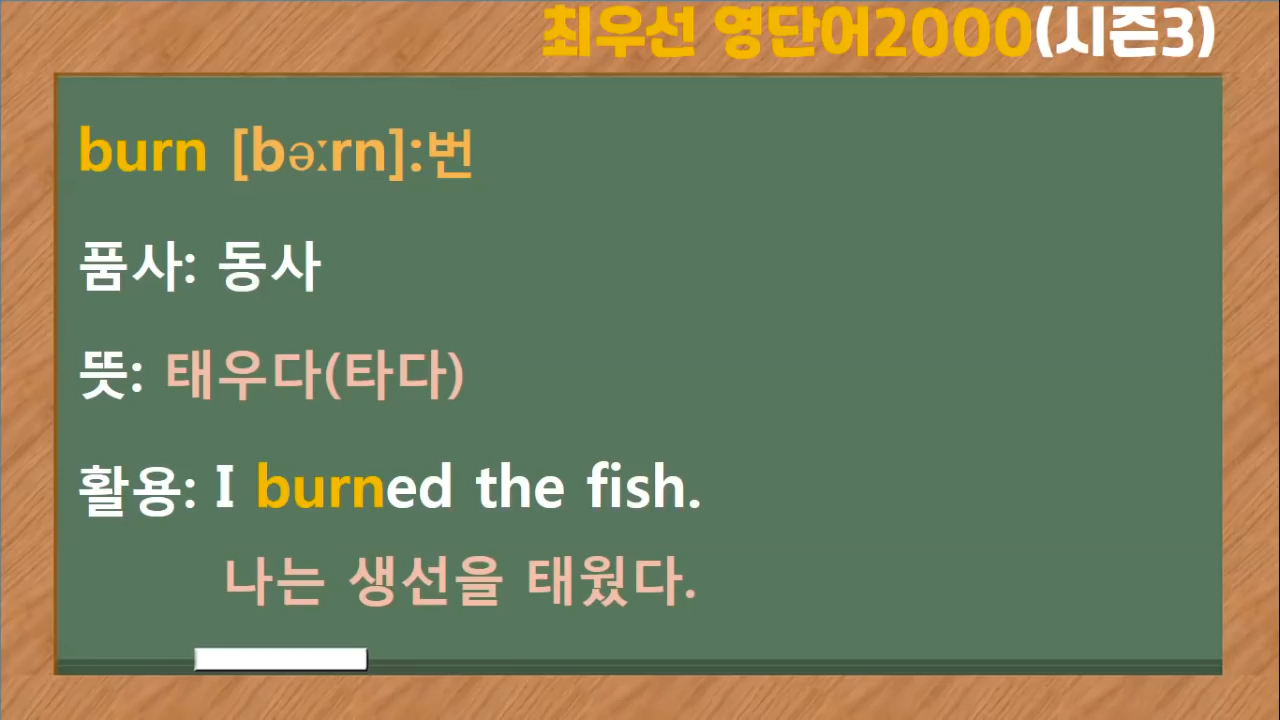 최우선 영단어2000(시즌3)
burn [bəːrn]:번
품사: 동사
뜻: 태우다(타다)
활용: I burned the fish.
나는 생선을 태웠다.